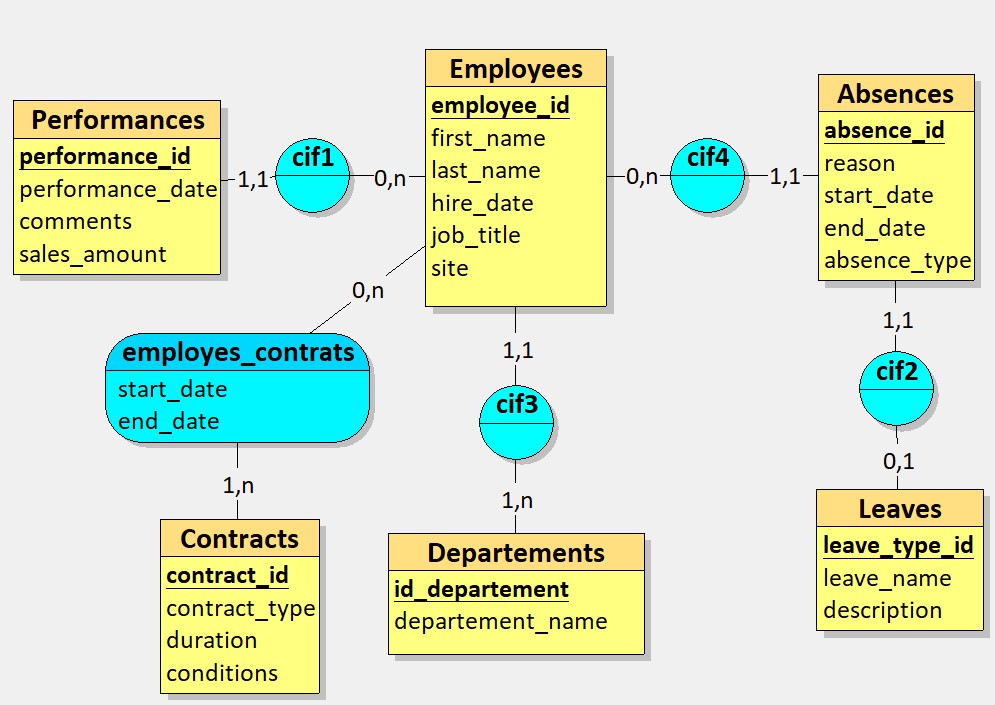 Employees
employee_id
first_name
last_name
hire_date
job_title
site
Performances
performance_id
performance_date
comments
sales_amount
Absences
absence_id
reason
start_date
end_date
absence_type
1,1
cif1
0,n
0,n
cif4
1,1
0,n
employes_contrats
start_date
end_date
1,n
Contracts
contract_id
contract_type
duration
conditions
1,1
cif3
1,n
Departements
id_departement
departement_name
1,1
cif2
0,1
Leaves
leave_type_id
leave_name
description